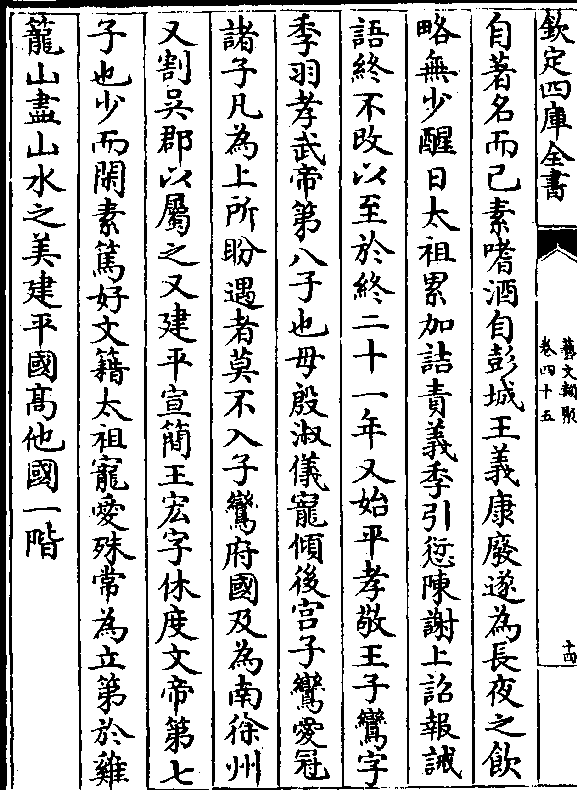 欽定四庫全書
藝文類聚
卷四十五
十四
自著名而已素嗜酒自彭城王義康廢遂為長夜之飲
略無少醒日太祖累加詰責義季引愆陳謝上詔報誡
語終不改以至於終二十一年又始平孝敬王子鸞字
季羽孝武帝第八子也母殷淑儀寵傾後宫子鸞愛冠
諸子凡為上所盼遇者莫不入子鸞府國及為南徐州
又割吳郡以屬之又建平宣簡王宏字休度文帝第七
子也少而閑素篤好文籍太祖寵愛殊常為立第於雞
籠山盡山水之美建平國髙他國一階